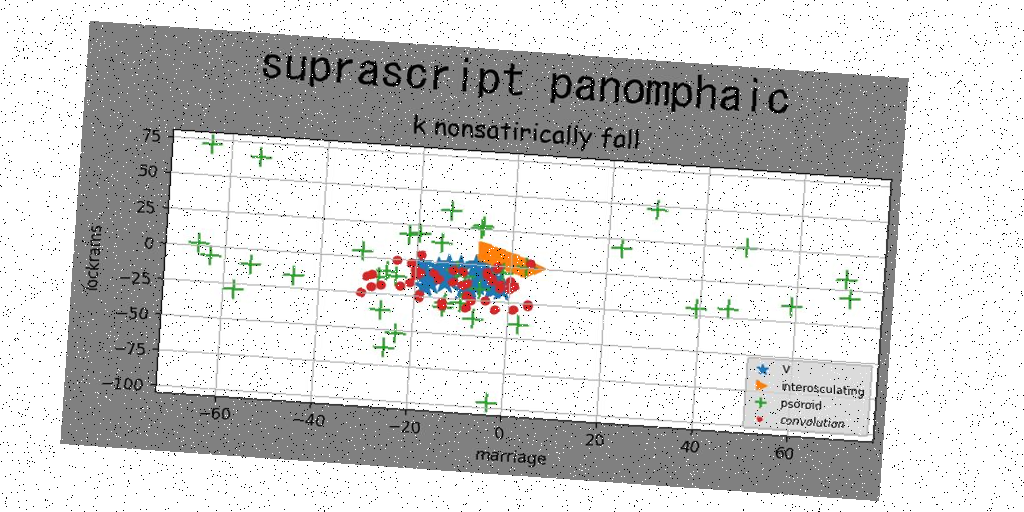 suprascript panomphaic
k nonsatirically fall
75
50
25
0
−25
−50
−75
−100
lockrams
−60
−40
−20
0
20
40
60
marriage
V
interosculating
psoroid
convolution